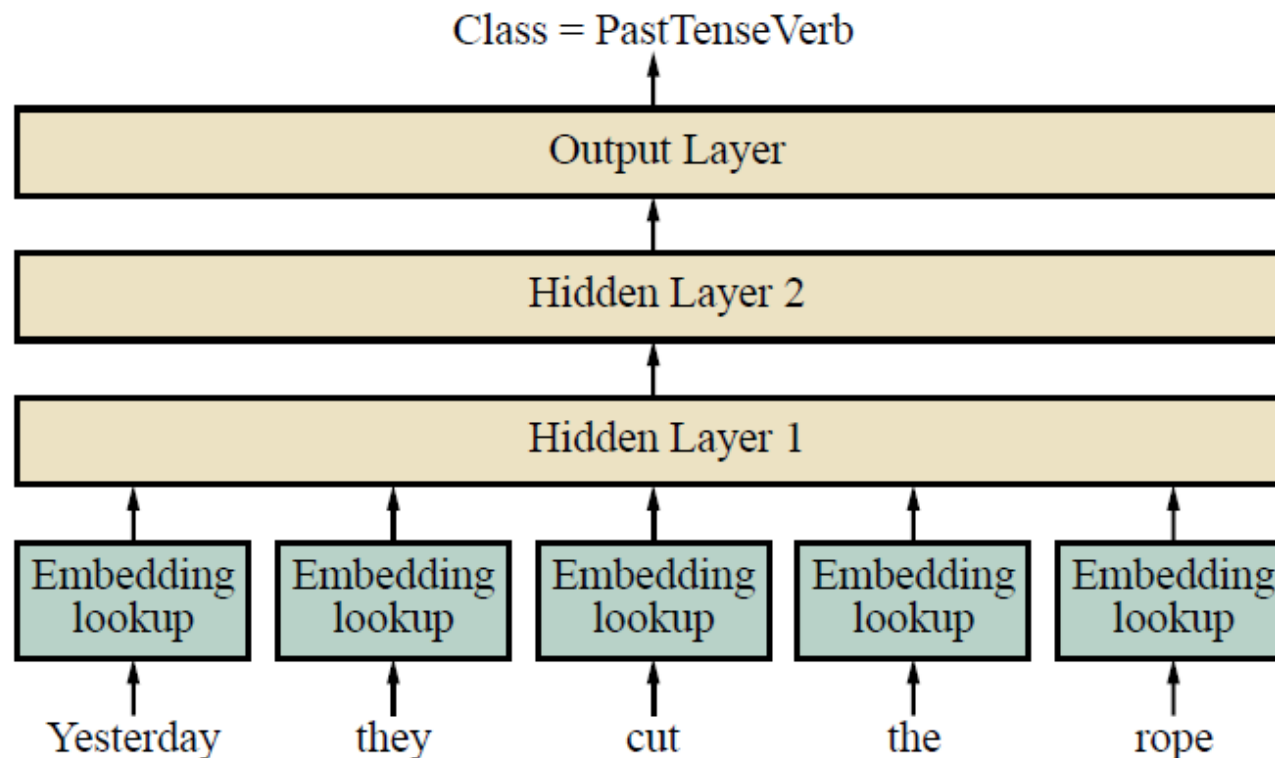 Class = PastTenseVerb
Output Layer
Hidden Layer 2
Hidden Layer 1
Embedding Embedding Embedding Embedding Embedding
lookup lookup lookup lookup lookup
Yesterday they cut the rope